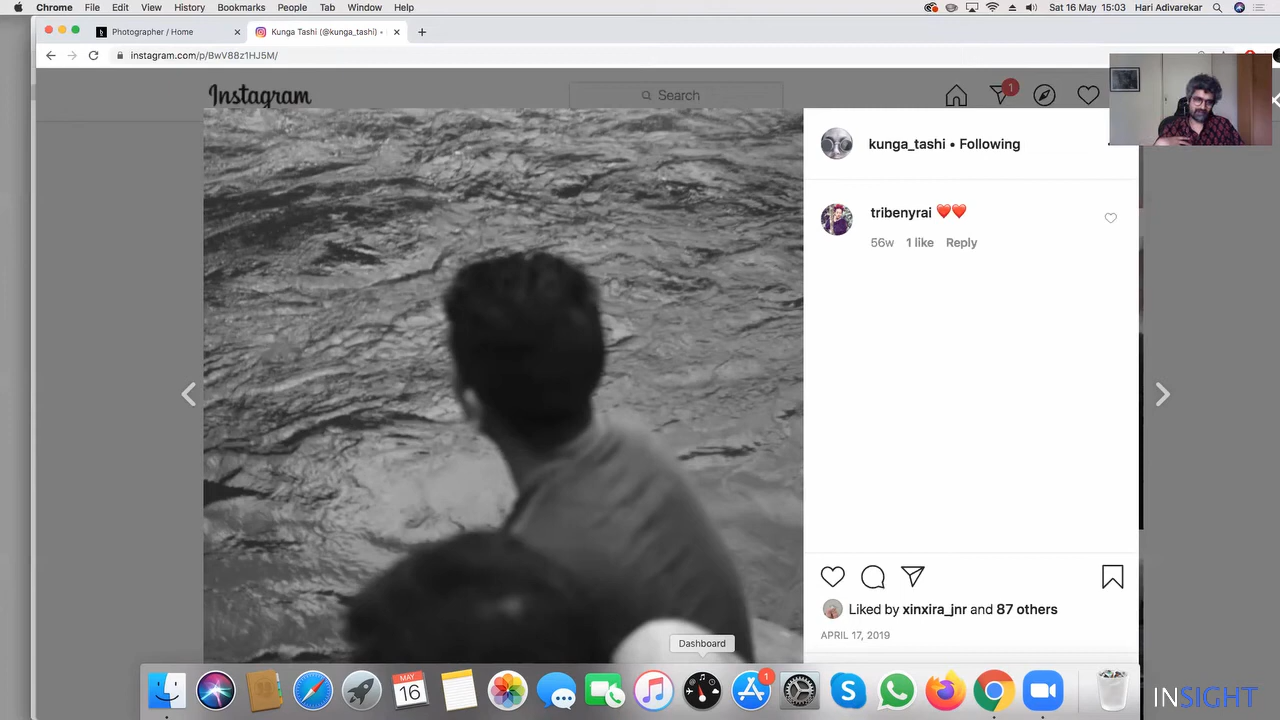 Chrome File Edit View History Bookmarks People Tab Window Help
Sat 16 May 15:03 Hari Adivarekar
Photographer / Home
Kunga Tashi (@kunga_tashi) •
instagram.com/p/BwV88z1HJ5M/
Instagram
Search
1
kunga_tashi • Following
tribenyrai ❤️❤️
56w 1 like Reply
Liked by xinxira_jnr and 87 others
APRIL 17, 2019
Dashboard
MAY
16
1
INSIGHT